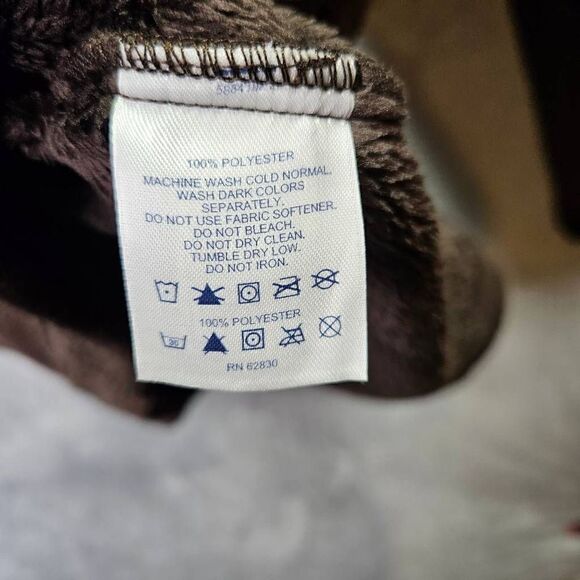 100% POLYESTER
MACHINE WASH COLD NORMAL.
WASH DARK COLORS
SEPARATELY.
DO NOT USE FABRIC SOFTENER.
DO NOT BLEACH.
DO NOT DRY CLEAN.
TUMBLE DRY LOW.
DO NOT IRON.
30
100% POLYESTER
RN 62830